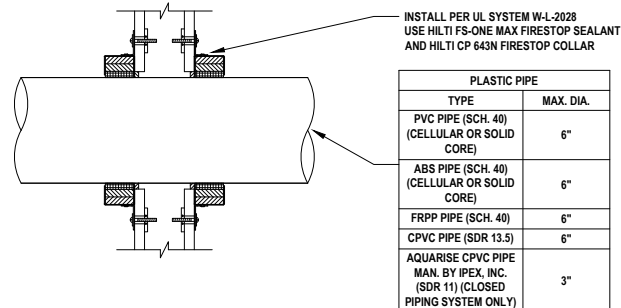 INSTALL PER UL SYSTEM W-L-2028
USE HILTI FS-ONE MAX FIRESTOP SEALANT
AND HILTI CP 643N FIRESTOP COLLAR
PLASTIC PIPE
TYPE MAX. DIA.
PVC PIPE (SCH. 40)
(CELLULAR OR SOLID
CORE)
6"
ABS PIPE (SCH. 40)
(CELLULAR OR SOLID
CORE)
6"
FRPP PIPE (SCH. 40) 6"
CPVC PIPE (SDR 13.5) 6"
AQUARISE CPVC PIPE
MAN. BY IPEX, INC.
(SDR 11) (CLOSED
PIPING SYSTEM ONLY)
3"